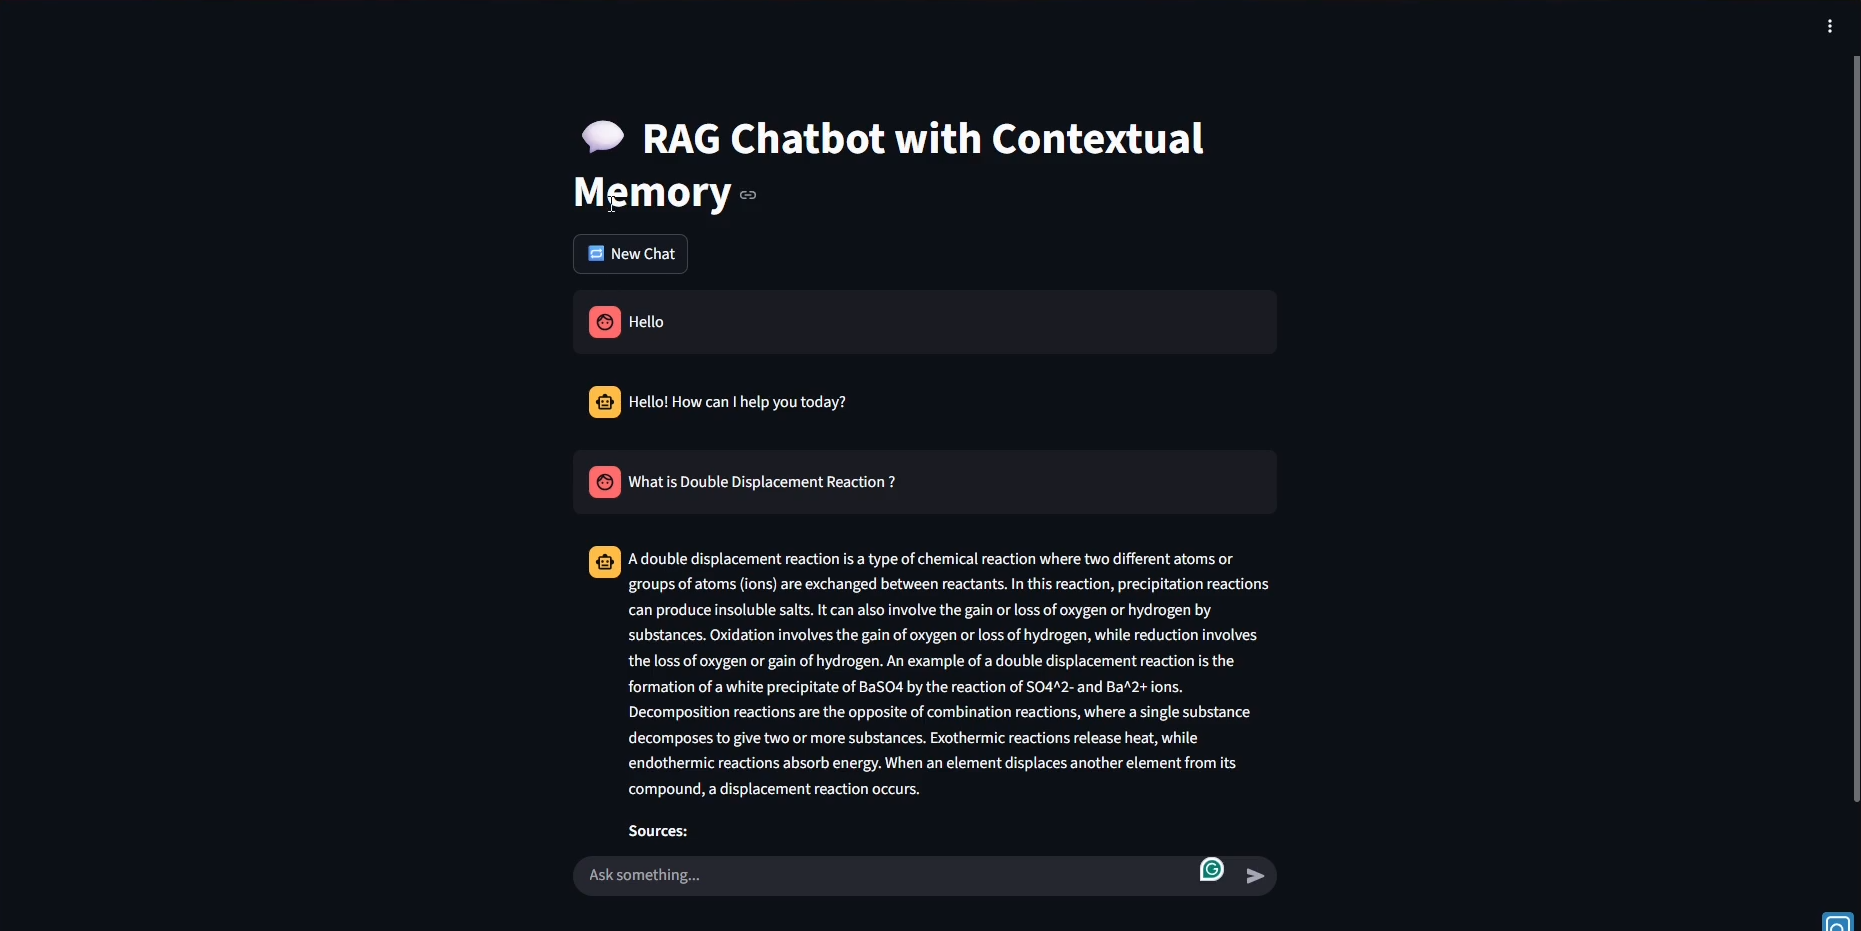 RAG Chatbot with Contextual
Memory
New Chat
Hello
Hello! How can I help you today?
What is Double Displacement Reaction ?
A double displacement reaction is a type of chemical reaction where two different atoms or
groups of atoms (ions) are exchanged between reactants. In this reaction, precipitation reactions
can produce insoluble salts. It can also involve the gain or loss of oxygen or hydrogen by
substances. Oxidation involves the gain of oxygen or loss of hydrogen, while reduction involves
the loss of oxygen or gain of hydrogen. An example of a double displacement reaction is the
formation of a white precipitate of BaSO4 by the reaction of SO4^2- and Ba^2+ ions.
Decomposition reactions are the opposite of combination reactions, where a single substance
decomposes to give two or more substances. Exothermic reactions release heat, while
endothermic reactions absorb energy. When an element displaces another element from its
compound, a displacement reaction occurs.
Sources:
Ask something...